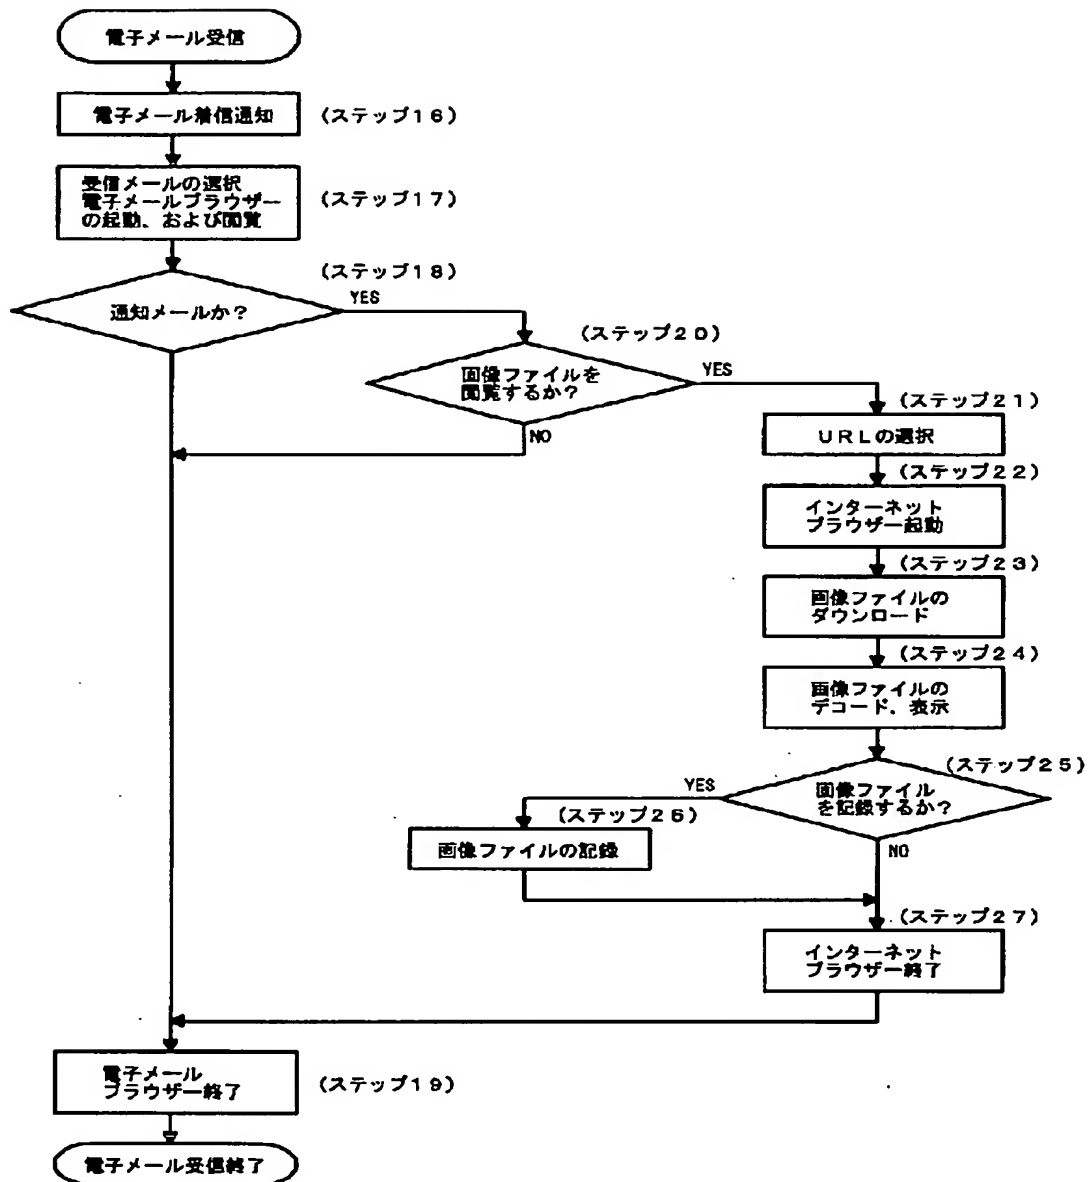 電子メール受信
電子メール着信通知
(ステップ16)
受信メールの選択
電子メールブラウザー
の起動、および閲覧
(ステップ17)
(ステップ18)
通知メールか?
YES
(ステップ20)
画像ファイルを
閲覧するか?
YES
NO
(ステップ21)
URLの選択
(ステップ22)
インターネット
ブラウザー起動
(ステップ23)
画像ファイルの
ダウンロード
(ステップ24)
画像ファイルの
デコード、表示
(ステップ25)
画像ファイル
を記録するか?
YES
NO
(ステップ26)
画像ファイルの記録
(ステップ27)
インターネット
ブラウザー終了
電子メール
ブラウザー終了
(ステップ19)
電子メール受信終了